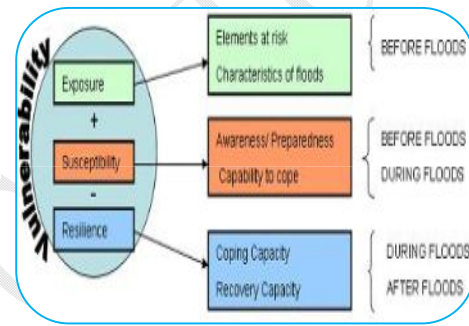 Vulnerability
Exposure
+
Susceptibility
-
Resilience
Elements at risk
Characteristics of floods
BEFORE FLOODS
Awareness/ Preparedness
Capability to cope
BEFORE FLOODS
DURING FLOODS
Coping Capacity
Recovery Capacity
DURING FLOODS
AFTER FLOODS